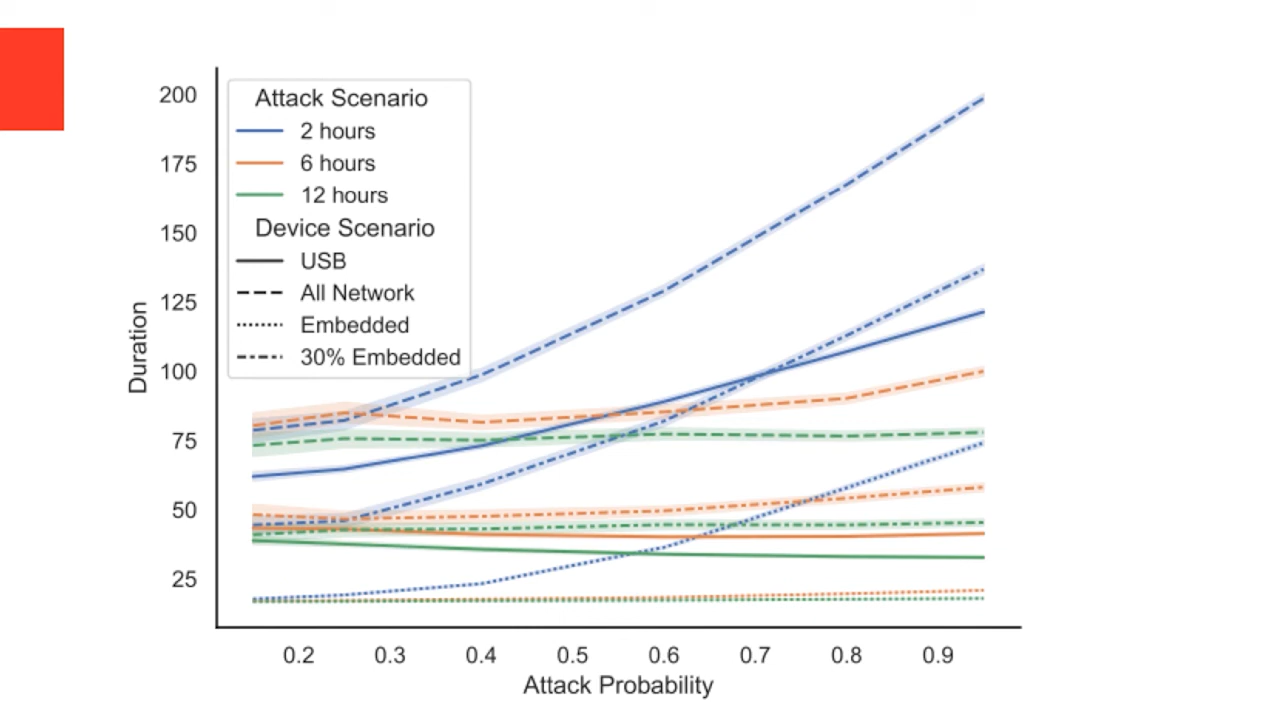 200
175
150
125
100
75
50
25
Duration
Attack Scenario
2 hours
6 hours
12 hours
Device Scenario
USB
All Network
Embedded
30% Embedded
0.2 0.3 0.4 0.5 0.6 0.7 0.8 0.9
Attack Probability